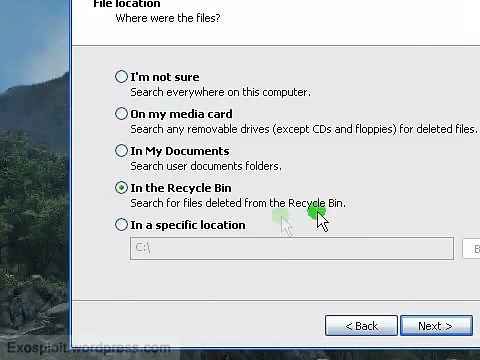 File location
Where were the files?
I'm not sure
Search everywhere on this computer.
On my media card
Search any removable drives (except CDs and floppies) for deleted files.
In My Documents
Search user documents folders.
In the Recycle Bin
Search for files deleted from the Recycle Bin.
In a specific location
C:\
B
< Back
Next >
Exosploit.wordpress.com